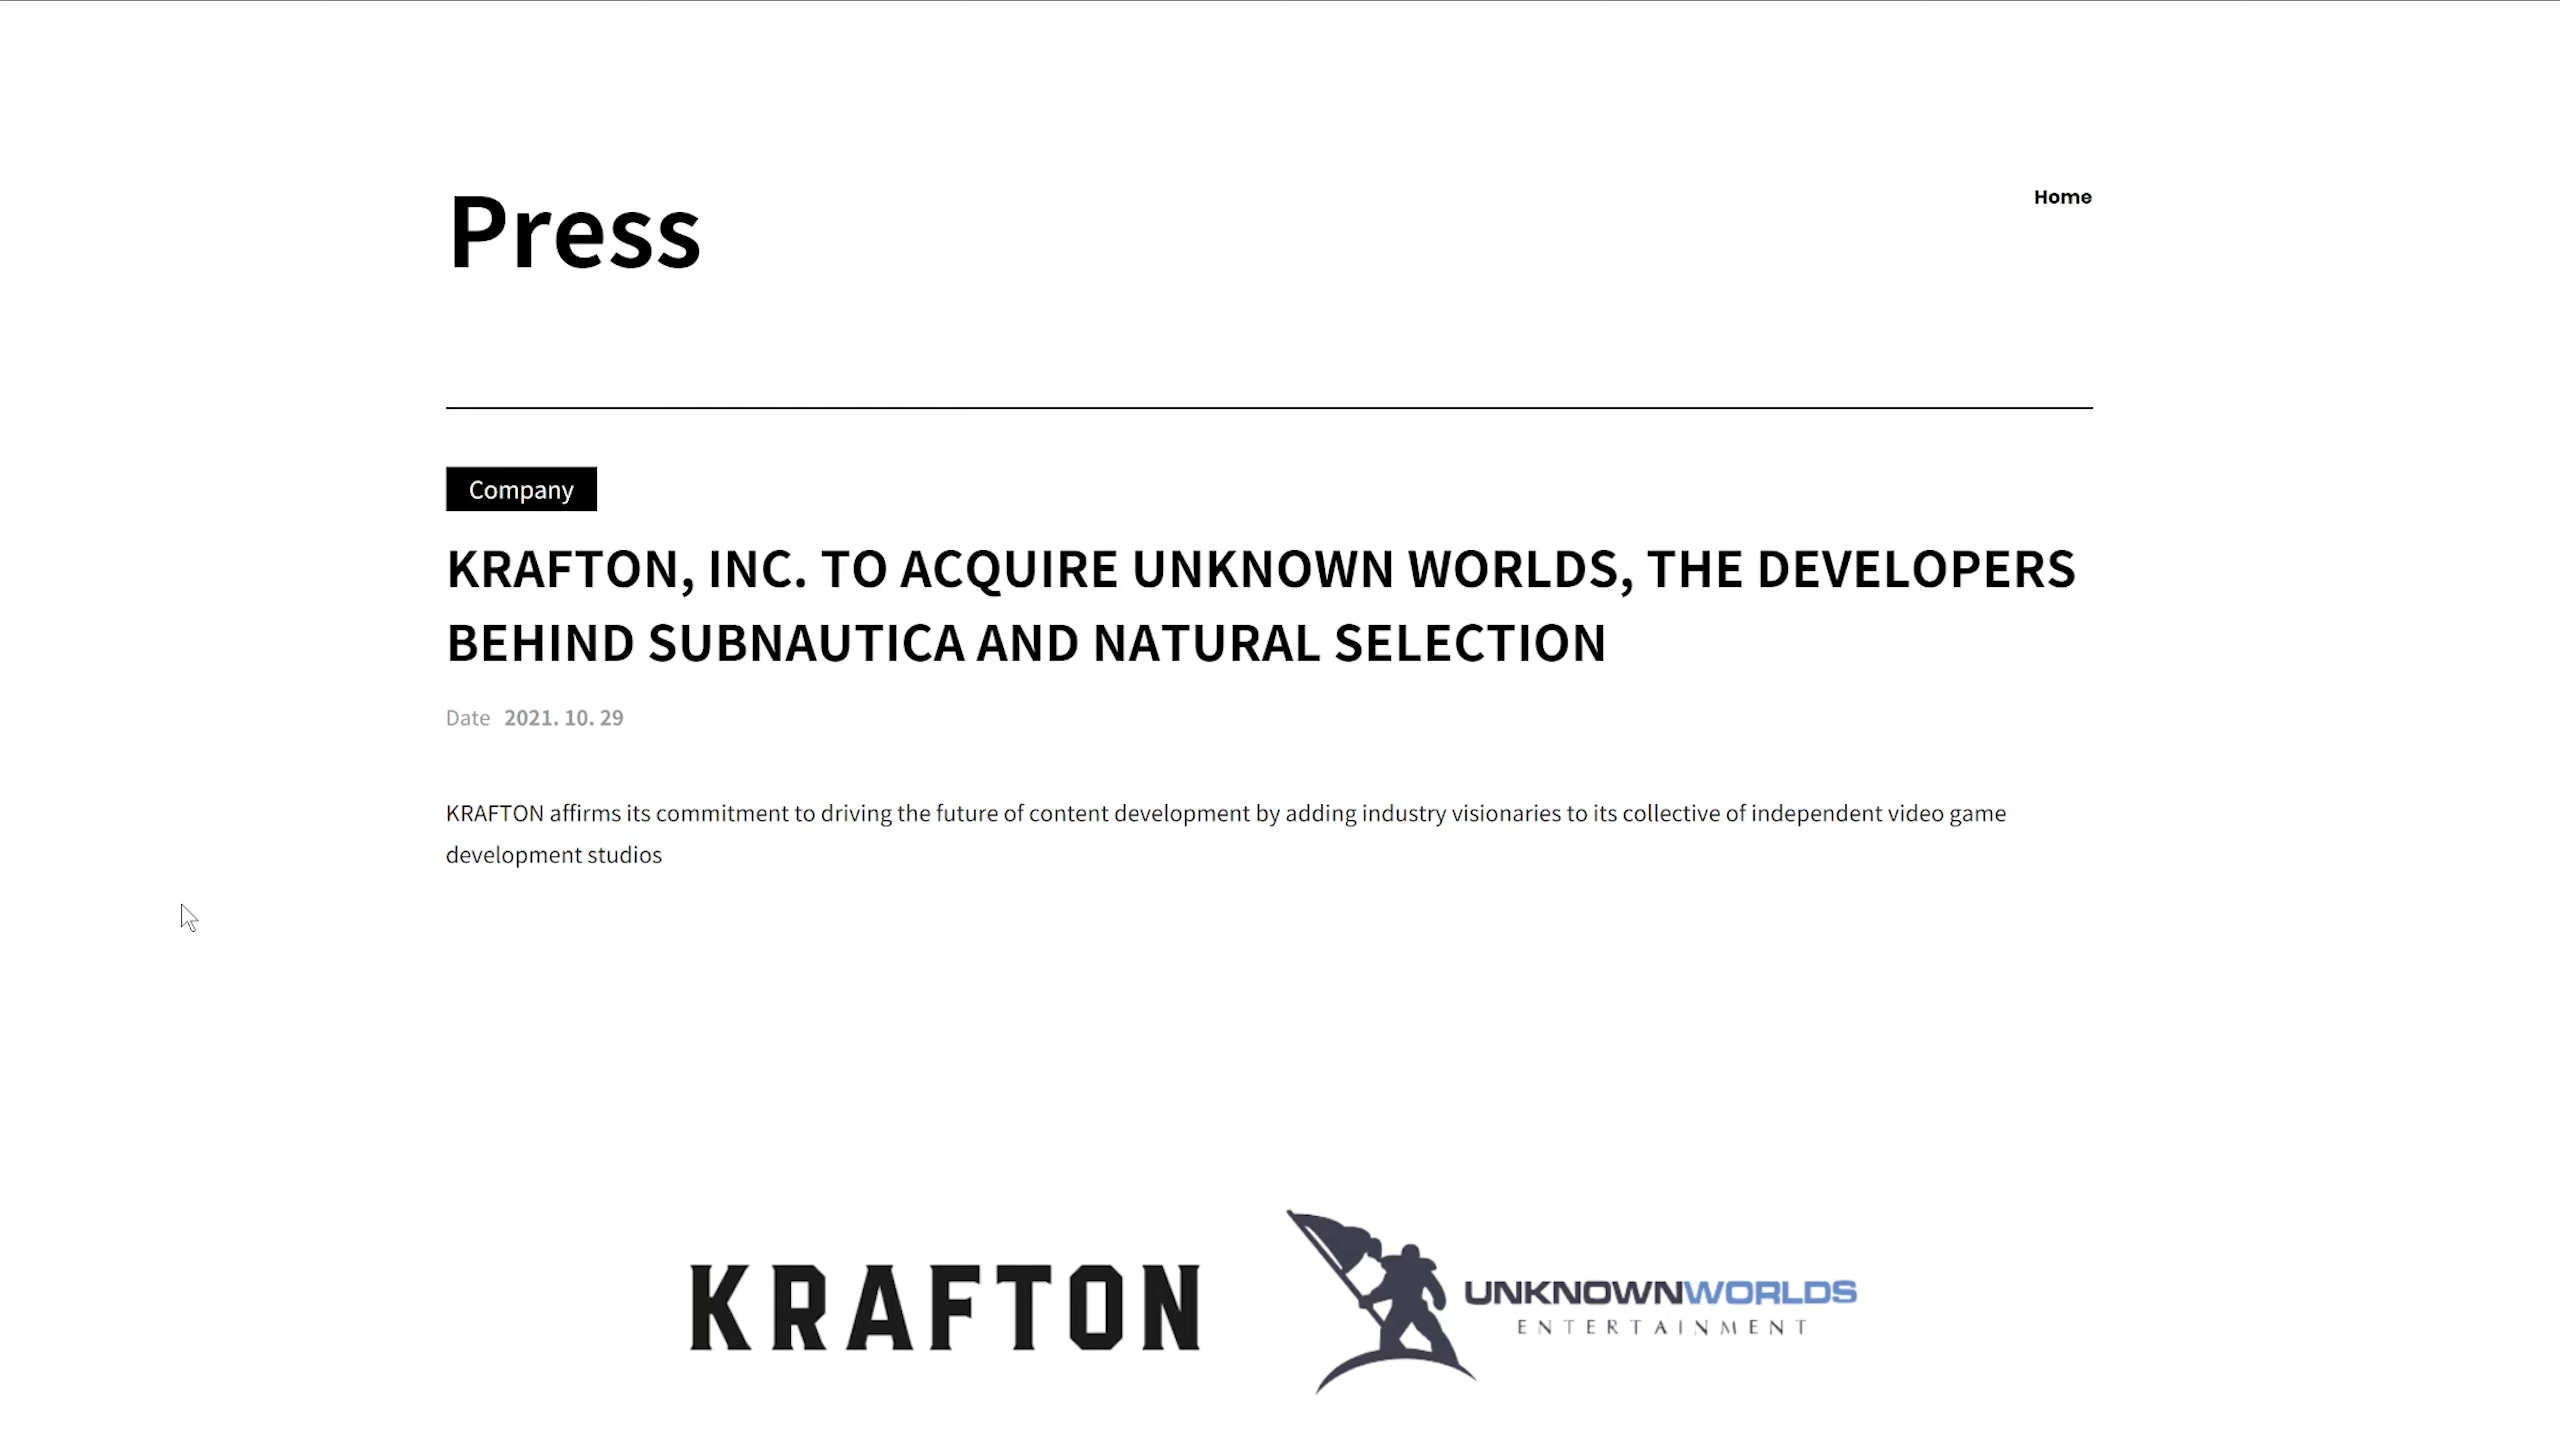 Press
Home
Company
KRAFTON, INC. TO ACQUIRE UNKNOWN WORLDS, THE DEVELOPERS
BEHIND SUBNAUTICA AND NATURAL SELECTION
Date 2021. 10. 29
KRAFTON affirms its commitment to driving the future of content development by adding industry visionaries to its collective of independent video game
development studios
KRAFTON
UNKNOWNWORLDS
ENTERTAINMENT